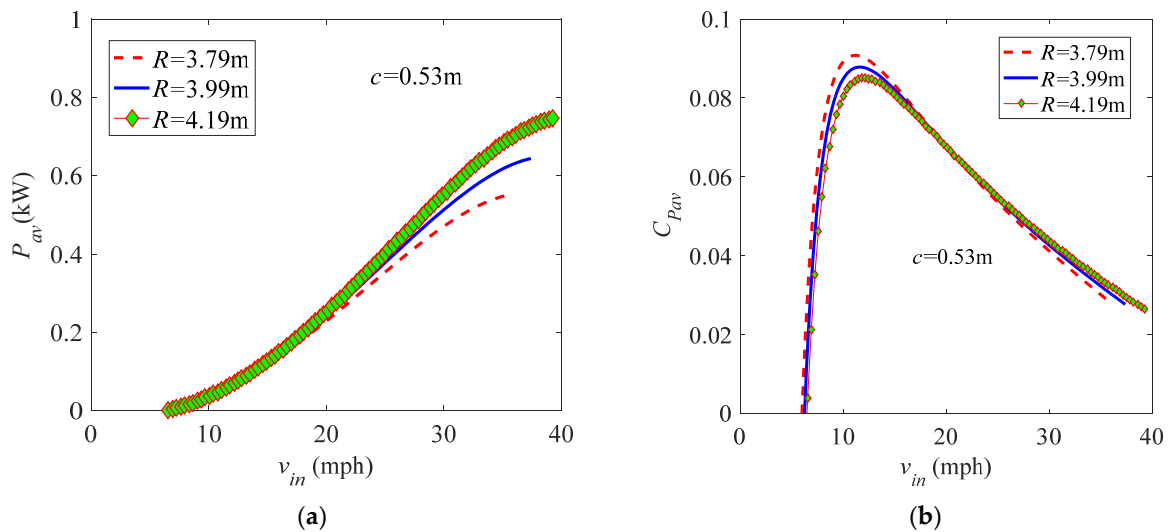 1
0.8
0.6
0.4
0.2
0
P_av(kW)
R=3.79m
R=3.99m
R=4.19m
c=0.53m
0 10 20 30 40
v_in (mph)
(a)
0.1
0.08
0.06
0.04
0.02
0
C_Pav
R=3.79m
R=3.99m
R=4.19m
c=0.53m
0 10 20 30 40
v_in (mph)
(b)